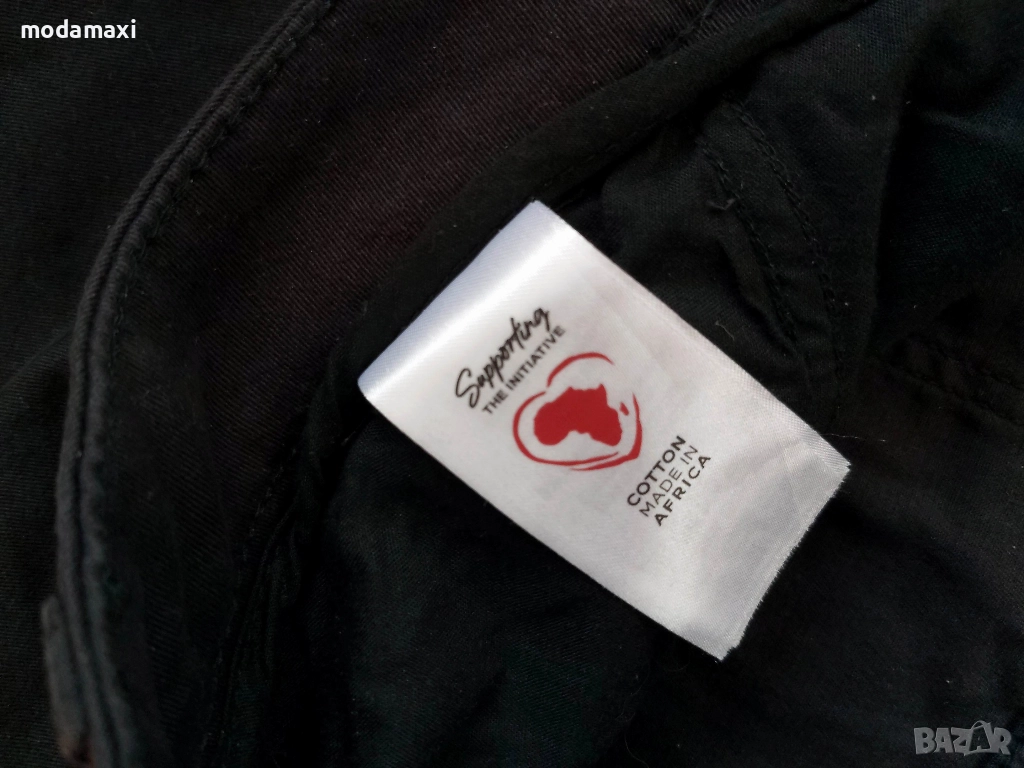 modamaxi
Supporting
THE INITIATIVE
COTTON
MADE IN
AFRICA
BAZAR